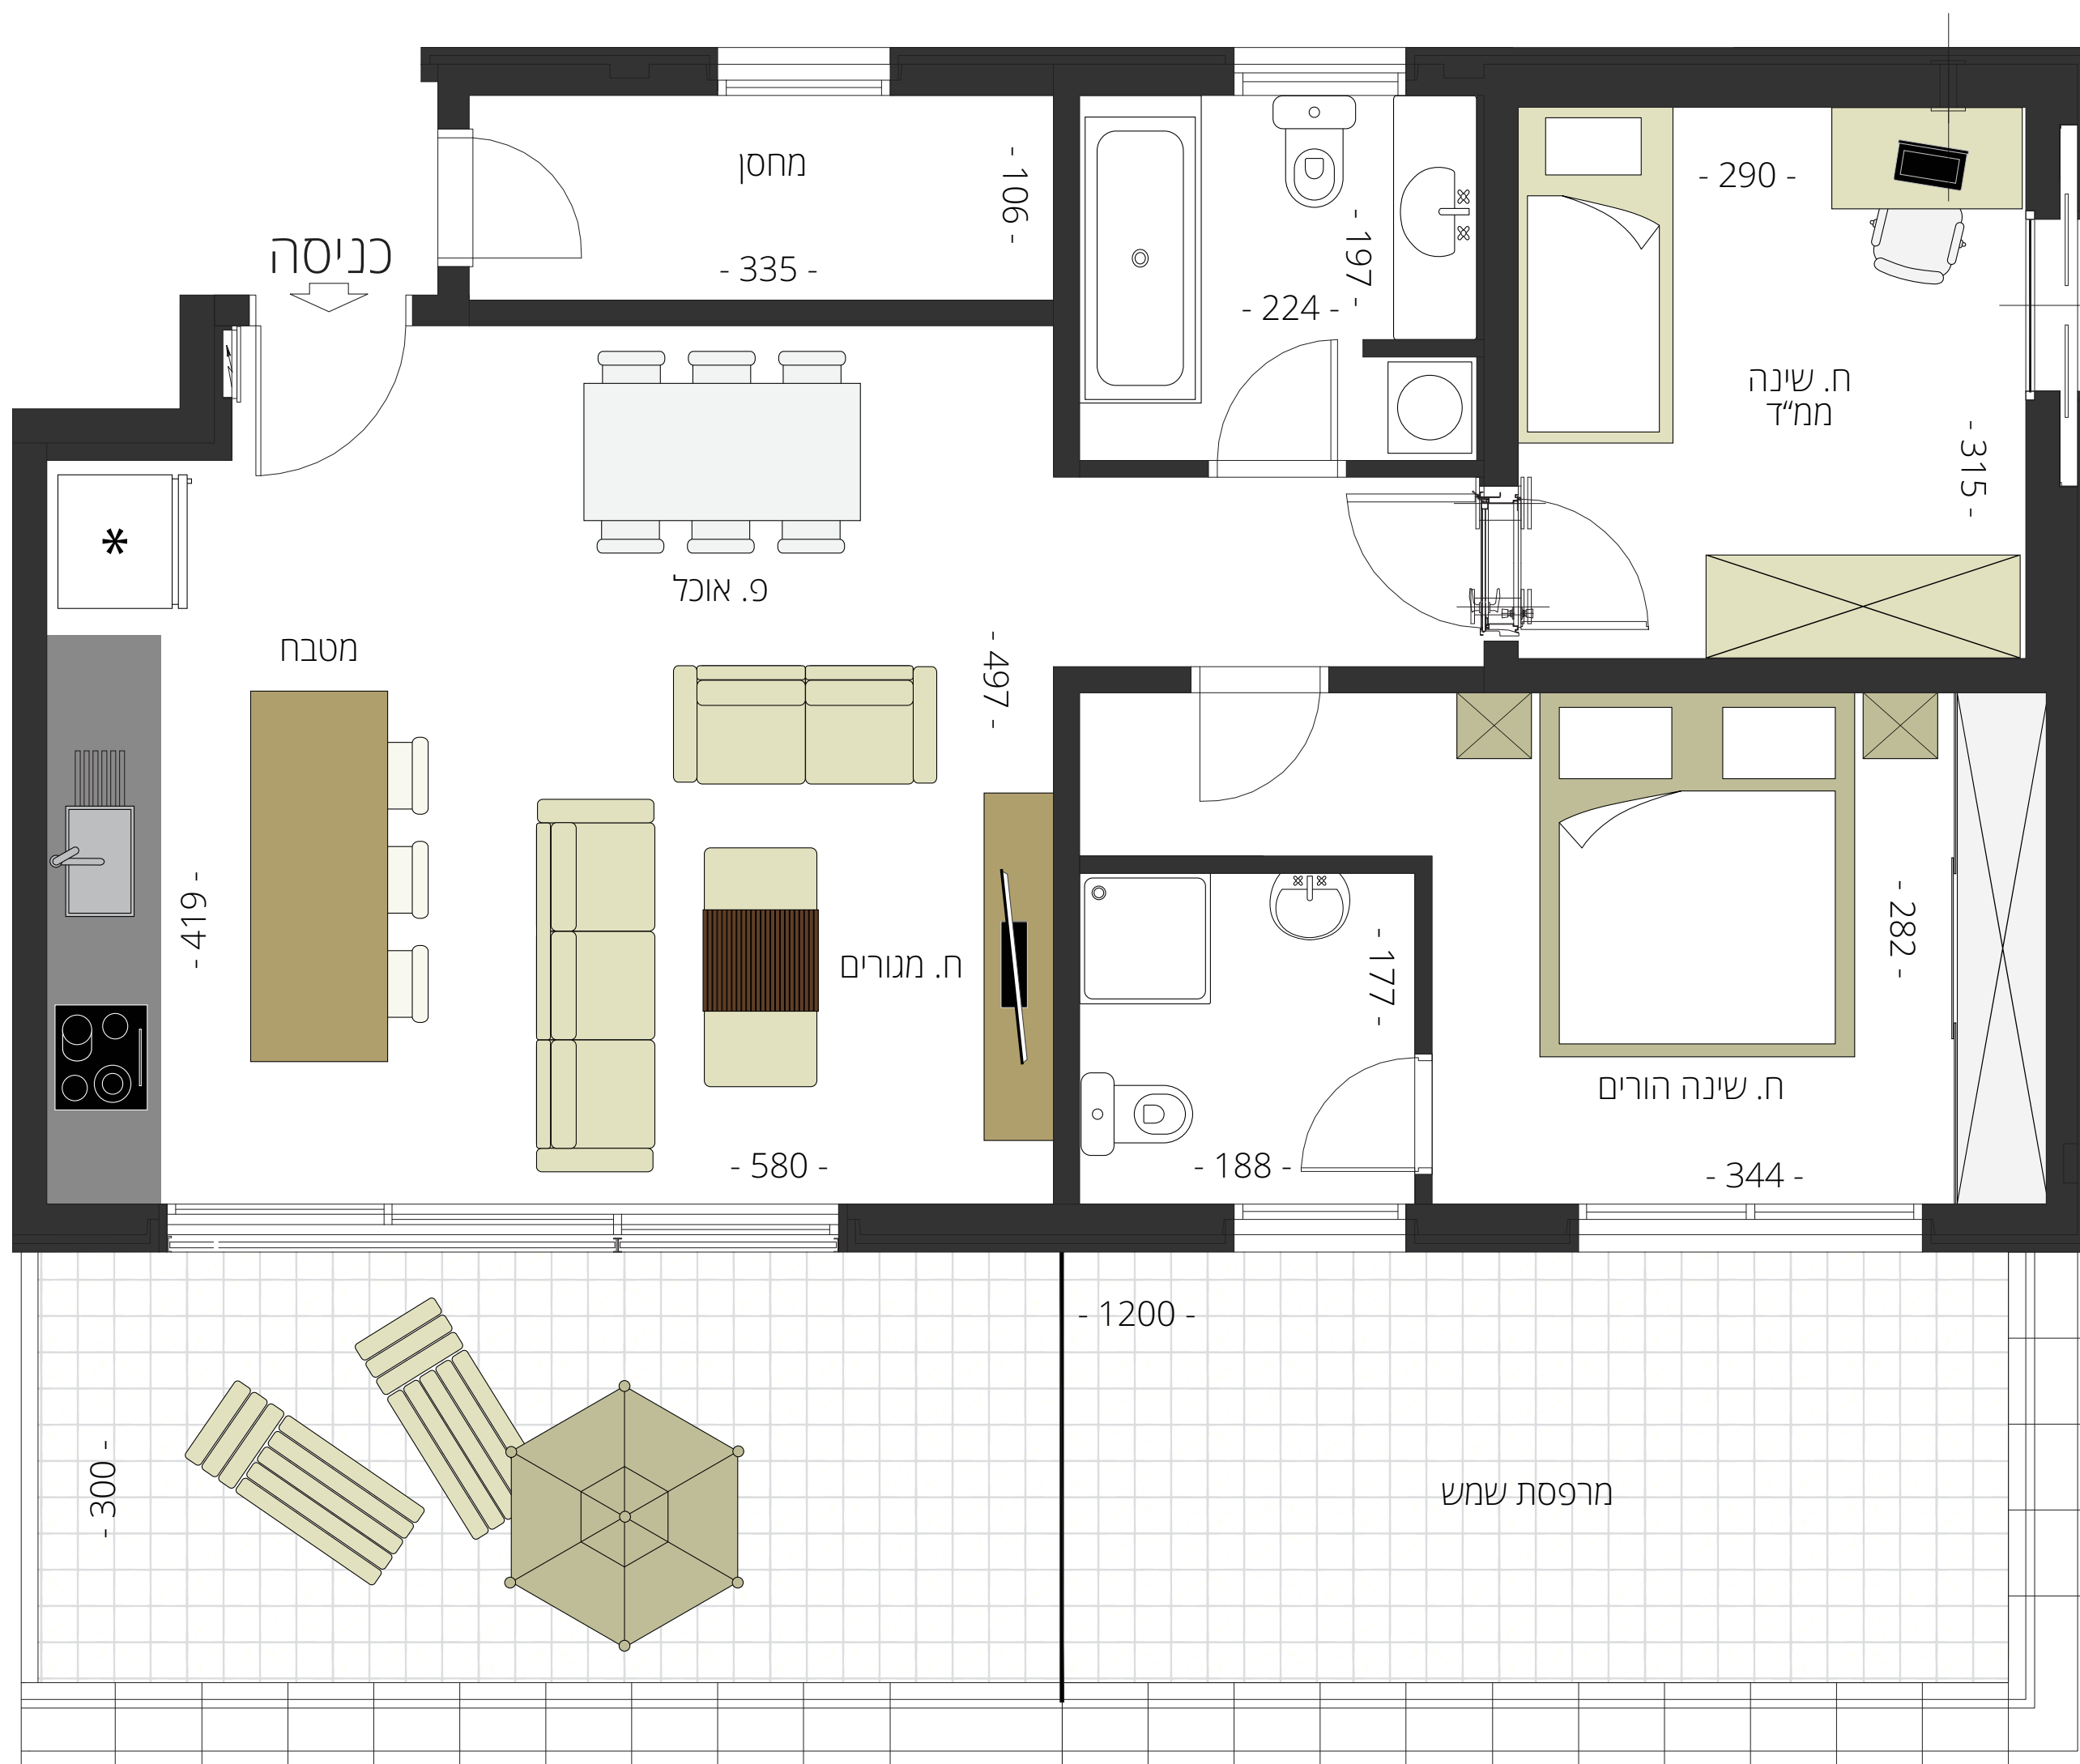 מחסן
- 106 -
- 335 -
כניסה
- 197 -
- 224 -
- 290 -
ח. שינה
ממ“ד
- 315 -
*
פ. אוכל
מטבח
- 497 -
- 419 -
ח. מגורים
- 580 -
- 177 -
- 188 -
- 282 -
ח. שינה הורים
- 344 -
- 1200 -
- 300 -
מרפסת שמש